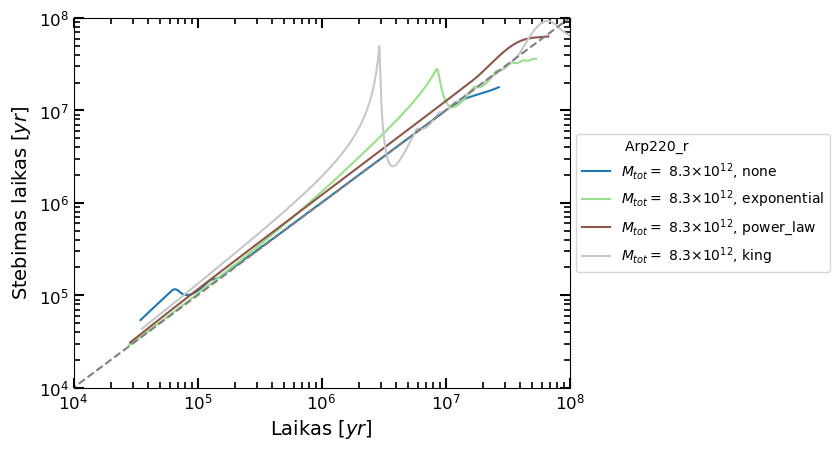 10^8
10^7
10^6
10^5
10^4
Stebimas laikas [yr]
10^4 10^5 10^6 10^7 10^8
Laikas [yr]
Arp220_r
M_tot = 8.3×10^12, none
M_tot = 8.3×10^12, exponential
M_tot = 8.3×10^12, power_law
M_tot = 8.3×10^12, king